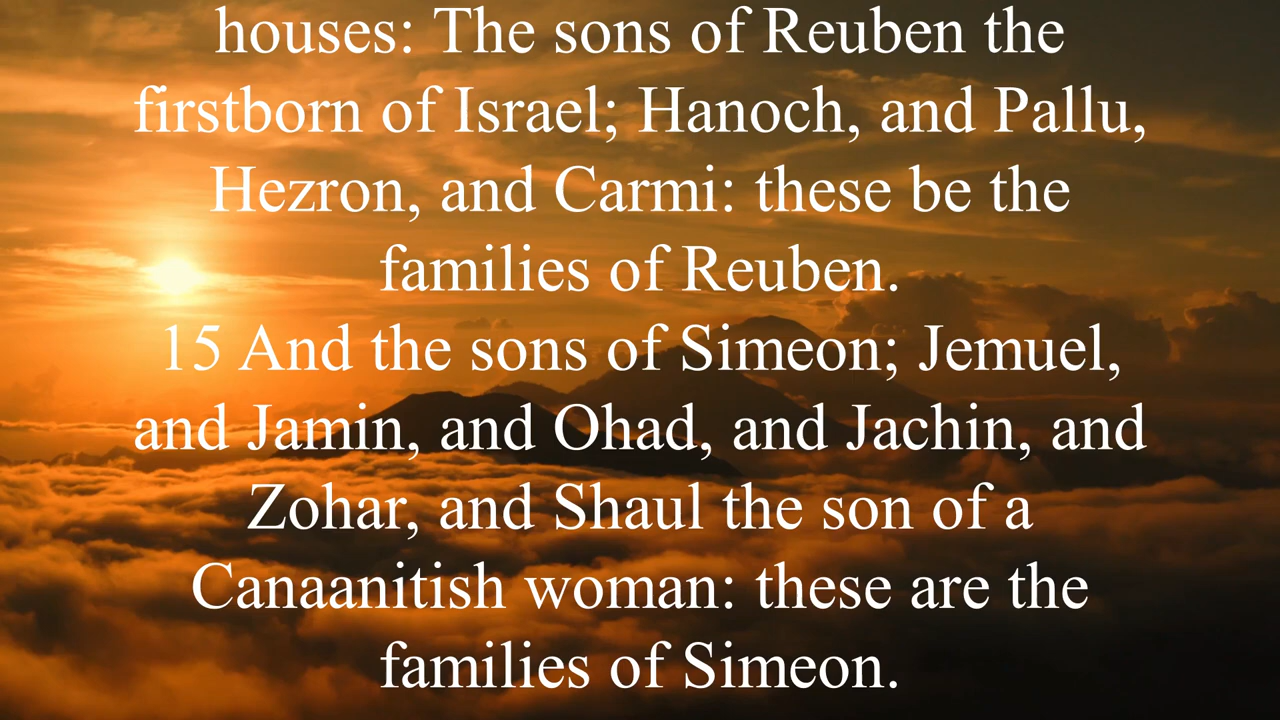 houses: The sons of Reuben the
firstborn of Israel; Hanoch, and Pallu,
Hezron, and Carmi: these be the
families of Reuben.
15 And the sons of Simeon; Jemuel,
and Jamin, and Ohad, and Jachin, and
Zohar, and Shaul the son of a
Canaanitish woman: these are the
families of Simeon.